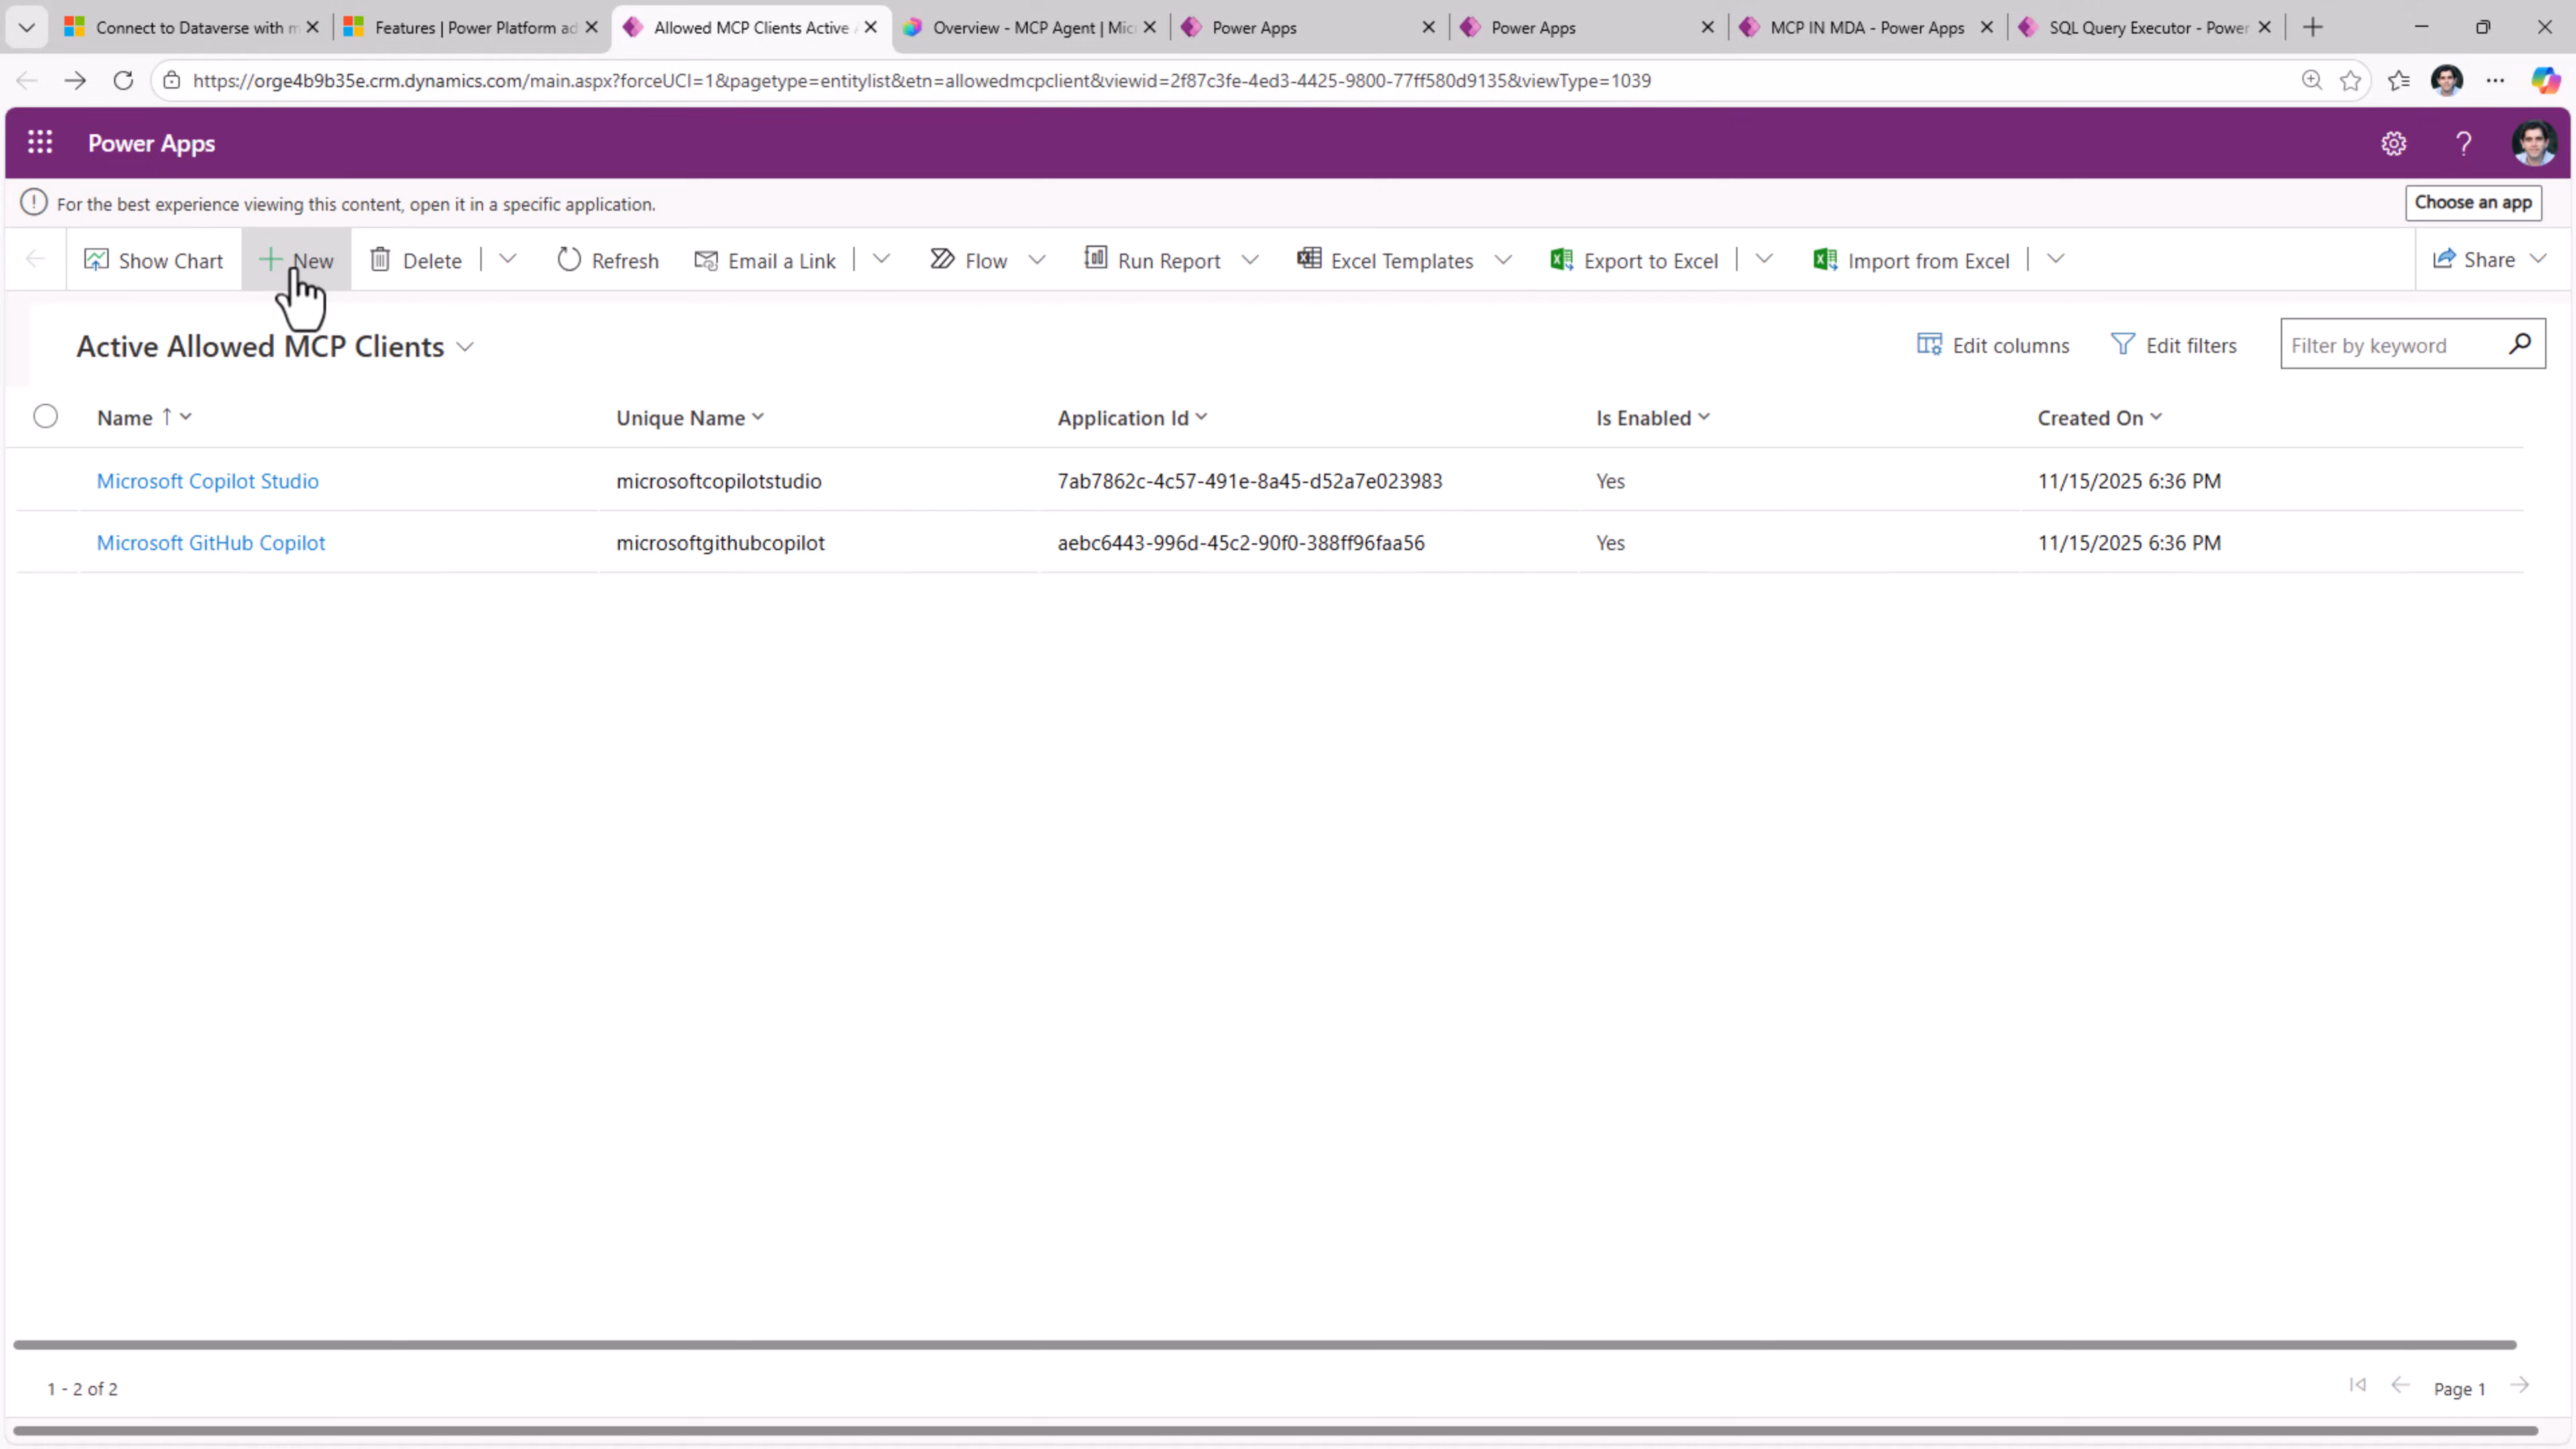 Connect to Dataverse with m
Features | Power Platform ad
Allowed MCP Clients Active
Overview - MCP Agent | Mic
Power Apps
Power Apps
MCP IN MDA - Power Apps
SQL Query Executor - Power
https://orge4b9b35e.crm.dynamics.com/main.aspx?forceUCI=1&pagetype=entitylist&etn=allowedmcpclient&viewid=2f87c3fe-4ed3-4425-9800-77ff580d9135&viewType=1039
Power Apps
For the best experience viewing this content, open it in a specific application.
Choose an app
Show Chart
New
Delete
Refresh
Email a Link
Flow
Run Report
Excel Templates
Export to Excel
Import from Excel
Share
Active Allowed MCP Clients
Edit columns
Edit filters
Filter by keyword
Name Unique Name Application Id Is Enabled Created On
Microsoft Copilot Studio microsoftcopilotstudio 7ab7862c-4c57-491e-8a45-d52a7e023983 Yes 11/15/2025 6:36 PM
Microsoft GitHub Copilot microsoftgithubcopilot aebc6443-996d-45c2-90f0-388ff96faa56 Yes 11/15/2025 6:36 PM
1 - 2 of 2
Page 1